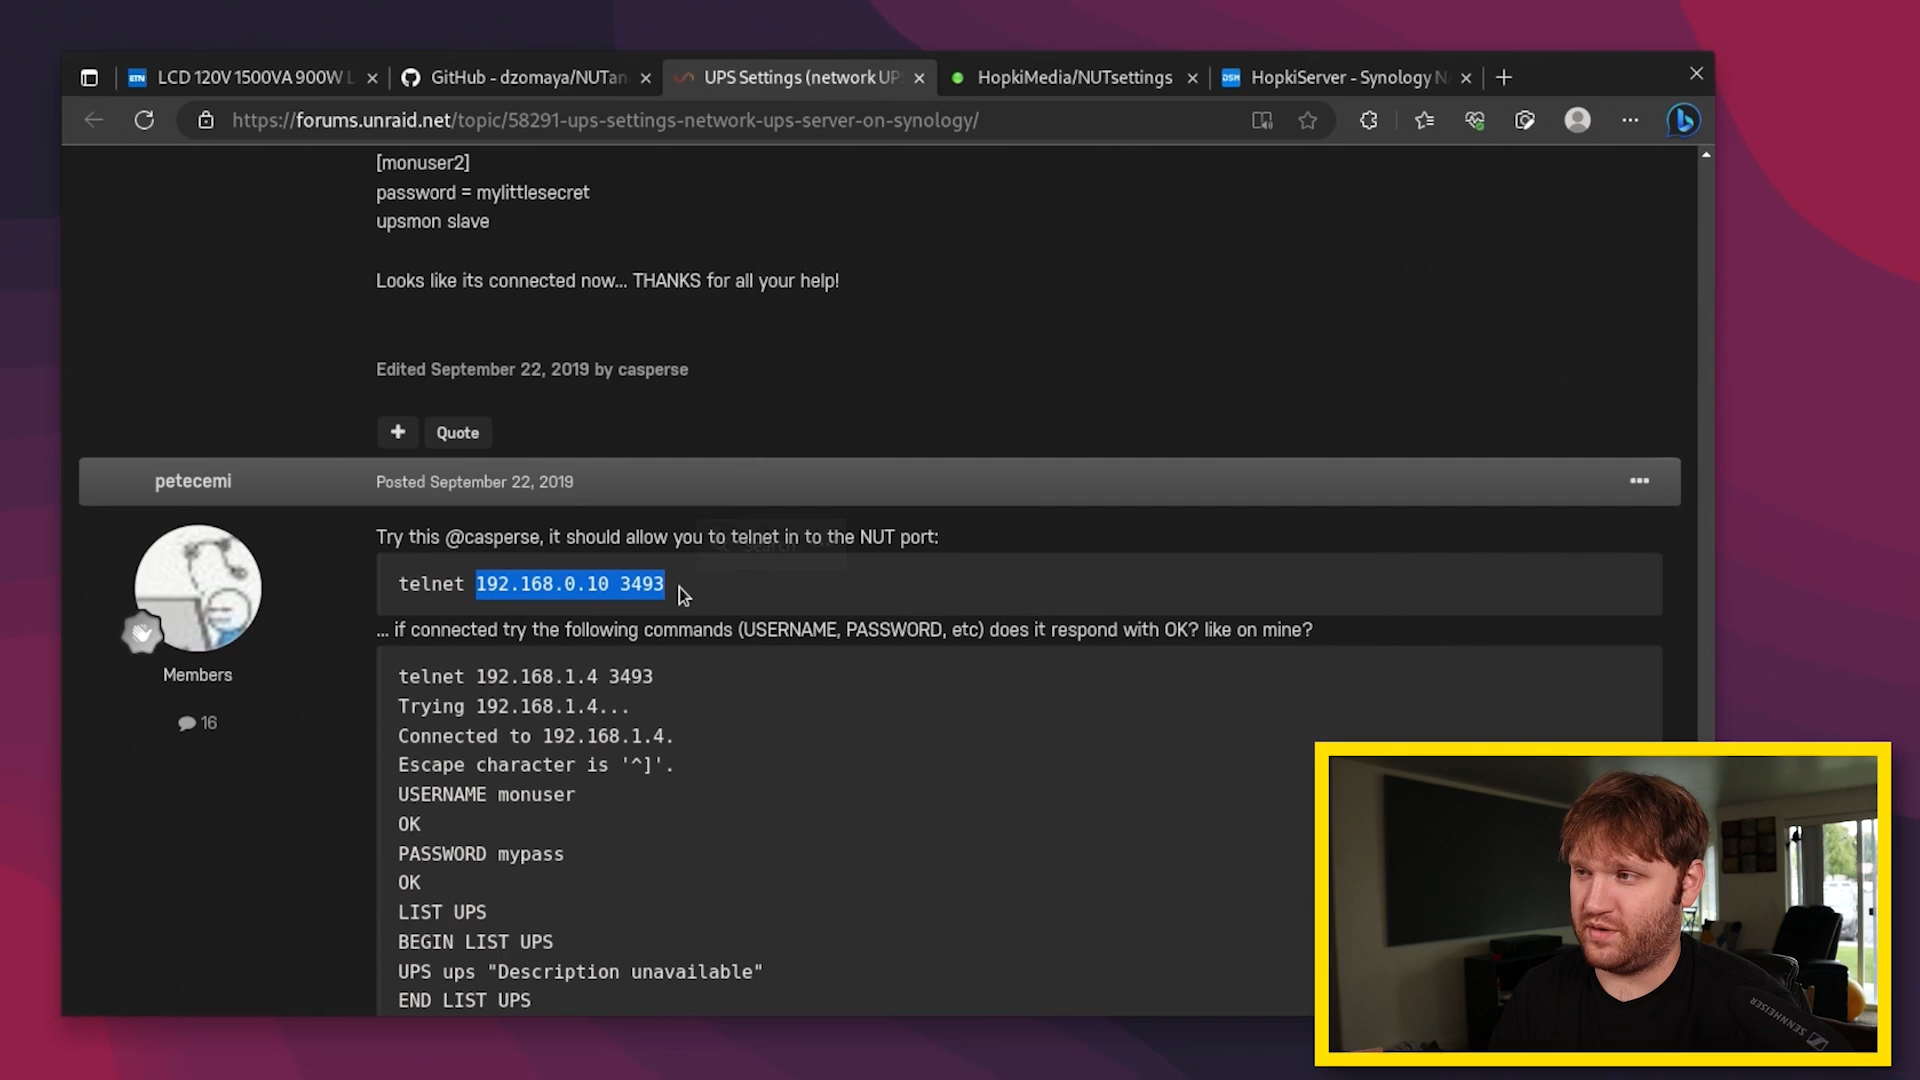 LCD 120V 1500VA 900W L
GitHub - dzomaya/NUTan
UPS Settings (network UPS
HopkiMedia/NUTsettings
HopkiServer - Synology N
https://forums.unraid.net/topic/58291-ups-settings-network-ups-server-on-synology/
[monuser2]
password = mylittlesecret
upsmon slave
Looks like its connected now... THANKS for all your help!
Edited September 22, 2019 by casperse
+ Quote
petecemi
Posted September 22, 2019
Try this @casperse, it should allow you to telnet in to the NUT port:
Search
telnet 192.168.0.10 3493
... if connected try the following commands (USERNAME, PASSWORD, etc) does it respond with OK? like on mine?
Members
16
telnet 192.168.1.4 3493
Trying 192.168.1.4...
Connected to 192.168.1.4.
Escape character is '^]'.
USERNAME monuser
OK
PASSWORD mypass
OK
LIST UPS
BEGIN LIST UPS
UPS ups "Description unavailable"
END LIST UPS
SENNHEISER